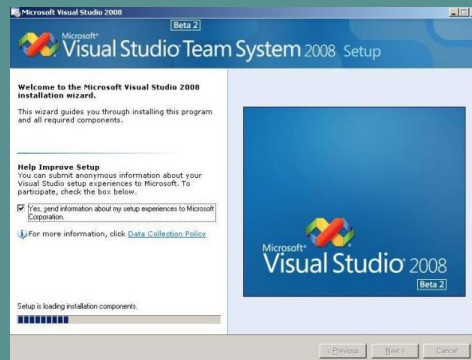 Microsoft Visual Studio 2008
Beta 2
Microsoft®
Visual Studio Team System 2008 Setup
Welcome to the Microsoft Visual Studio 2008
installation wizard.
This wizard guides you through installing this program
and all required components.
Help Improve Setup
You can submit anonymous information about your
Visual Studio setup experiences to Microsoft. To
participate, check the box below.
Yes, send information about my setup experiences to Microsoft
Corporation.
For more information, click Data Collection Policy
Microsoft®
Visual Studio® 2008
Beta 2
Setup is loading installation components.
< Previous Next > Cancel